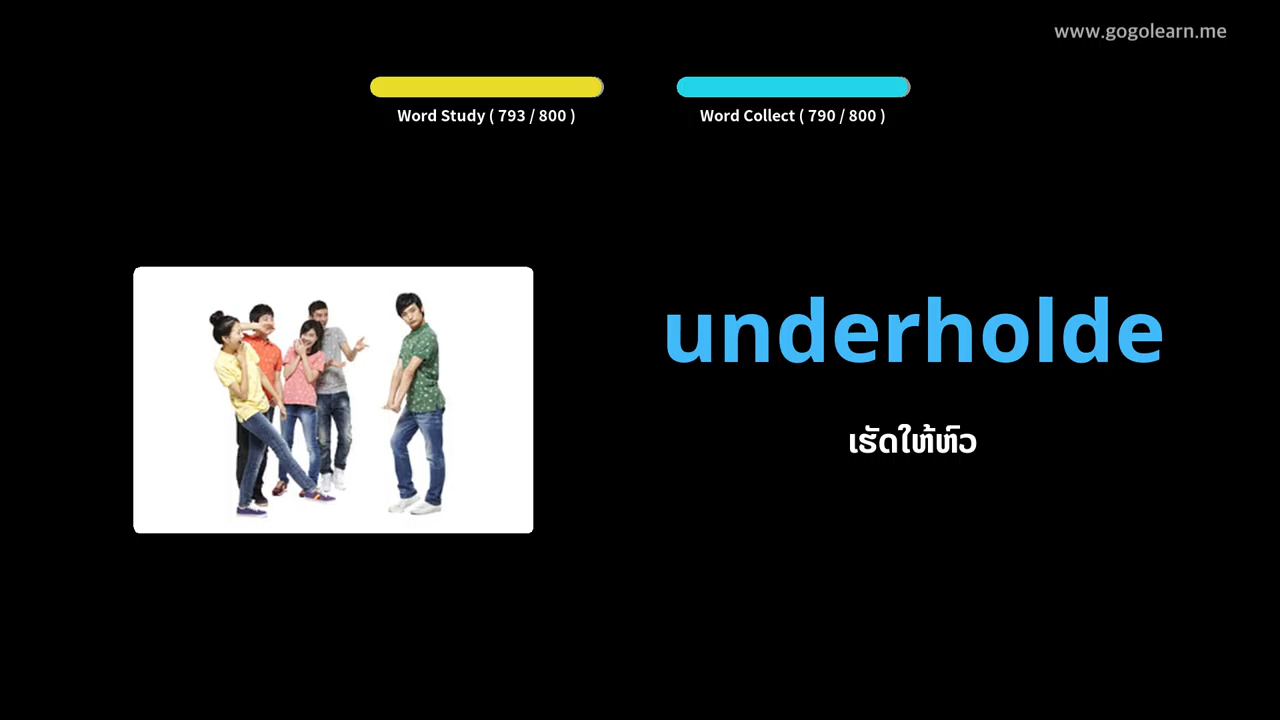 www.gogolearn.me
Word Study ( 793 / 800 )
Word Collect ( 790 / 800 )
underholde
ເຮັດໃຫ້ຫົວ